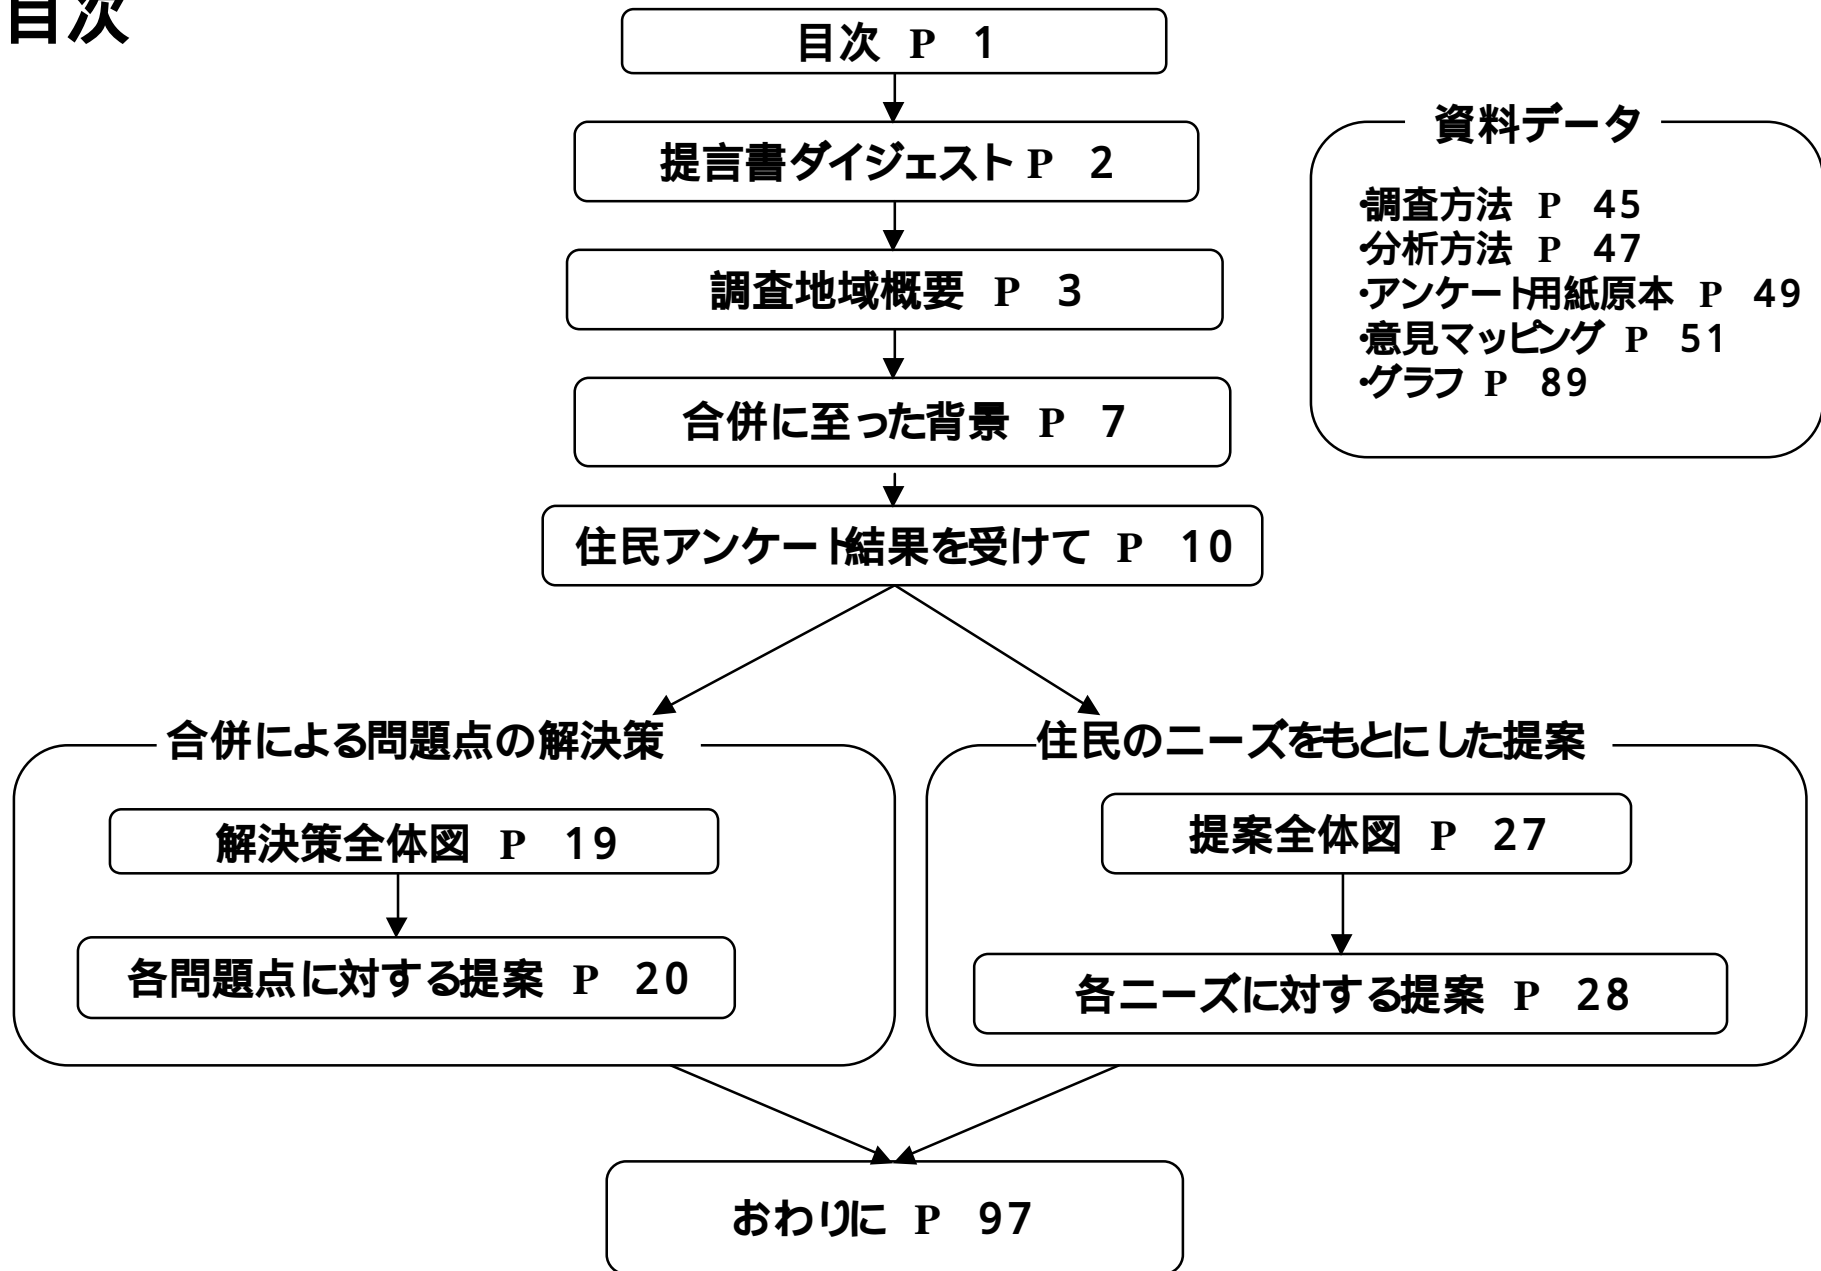 目次
目次 P 1
提言書ダイジェスト P 2
調査地域概要 P 3
合併に至った背景 P 7
住民アンケート結果を受けて P 10
資料データ
・調査方法 P 45
・分析方法 P 47
・アンケート用紙原本 P 49
・意見マッピング P 51
・グラフ P 89
合併による問題点の解決策
解決策全体図 P 19
各問題点に対する提案 P 20
住民のニーズをもとにした提案
提案全体図 P 27
各ニーズに対する提案 P 28
おわりに P 97